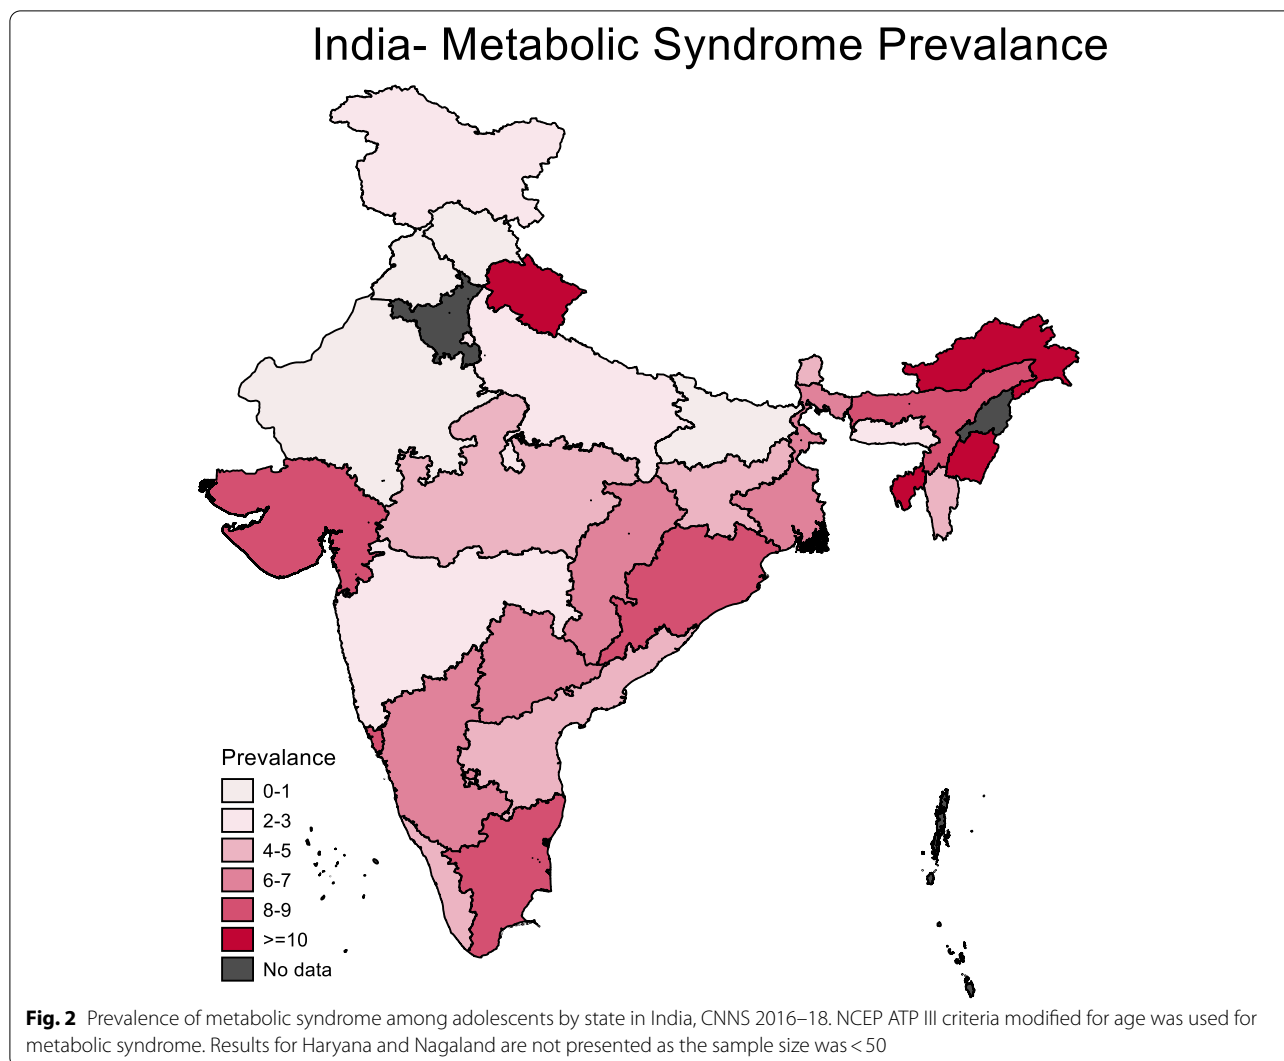 India- Metabolic Syndrome Prevalance
Prevalance
0-1
2-3
4-5
6-7
8-9
>=10
No data
Fig. 2 Prevalence of metabolic syndrome among adolescents by state in India, CNNS 2016–18. NCEP ATP III criteria modified for age was used for
metabolic syndrome. Results for Haryana and Nagaland are not presented as the sample size was < 50